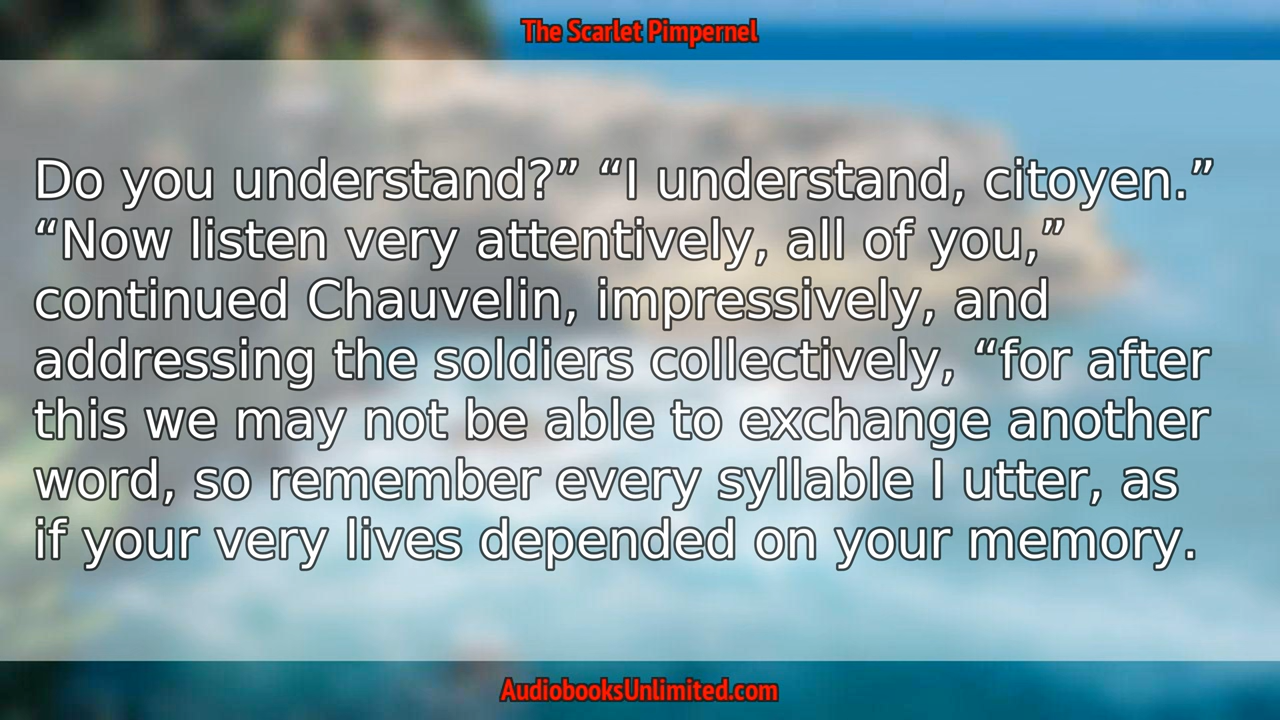 The Scarlet Pimpernel
Do you understand?” “I understand, citoyen.”
“Now listen very attentively, all of you,”
continued Chauvelin, impressively, and
addressing the soldiers collectively, “for after
this we may not be able to exchange another
word, so remember every syllable I utter, as
if your very lives depended on your memory.
AudiobooksUnlimited.com